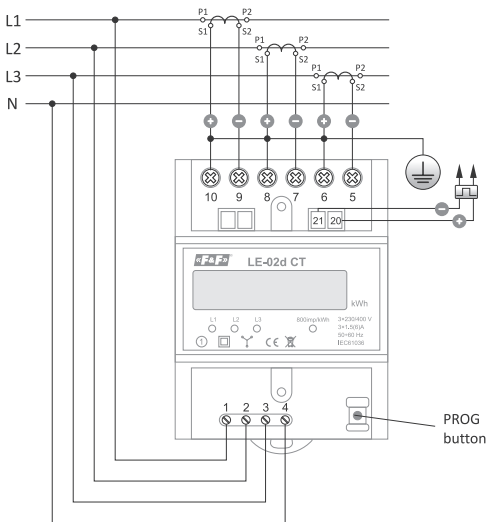 L1
P1 P2
S1 S2
L2
P1 P2
S1 S2
L3
P1 P2
S1 S2
N
+ − + − + −
10 9 8 7 6 5
21 20
−
+
«F&F» LE-02d CT
kWh
L1 L2 L3 800imp/kWh
3×230/400 V
3×1.5(6)A
50÷60 Hz
IEC61036
1
CE
1 2 3 4
PROG
button